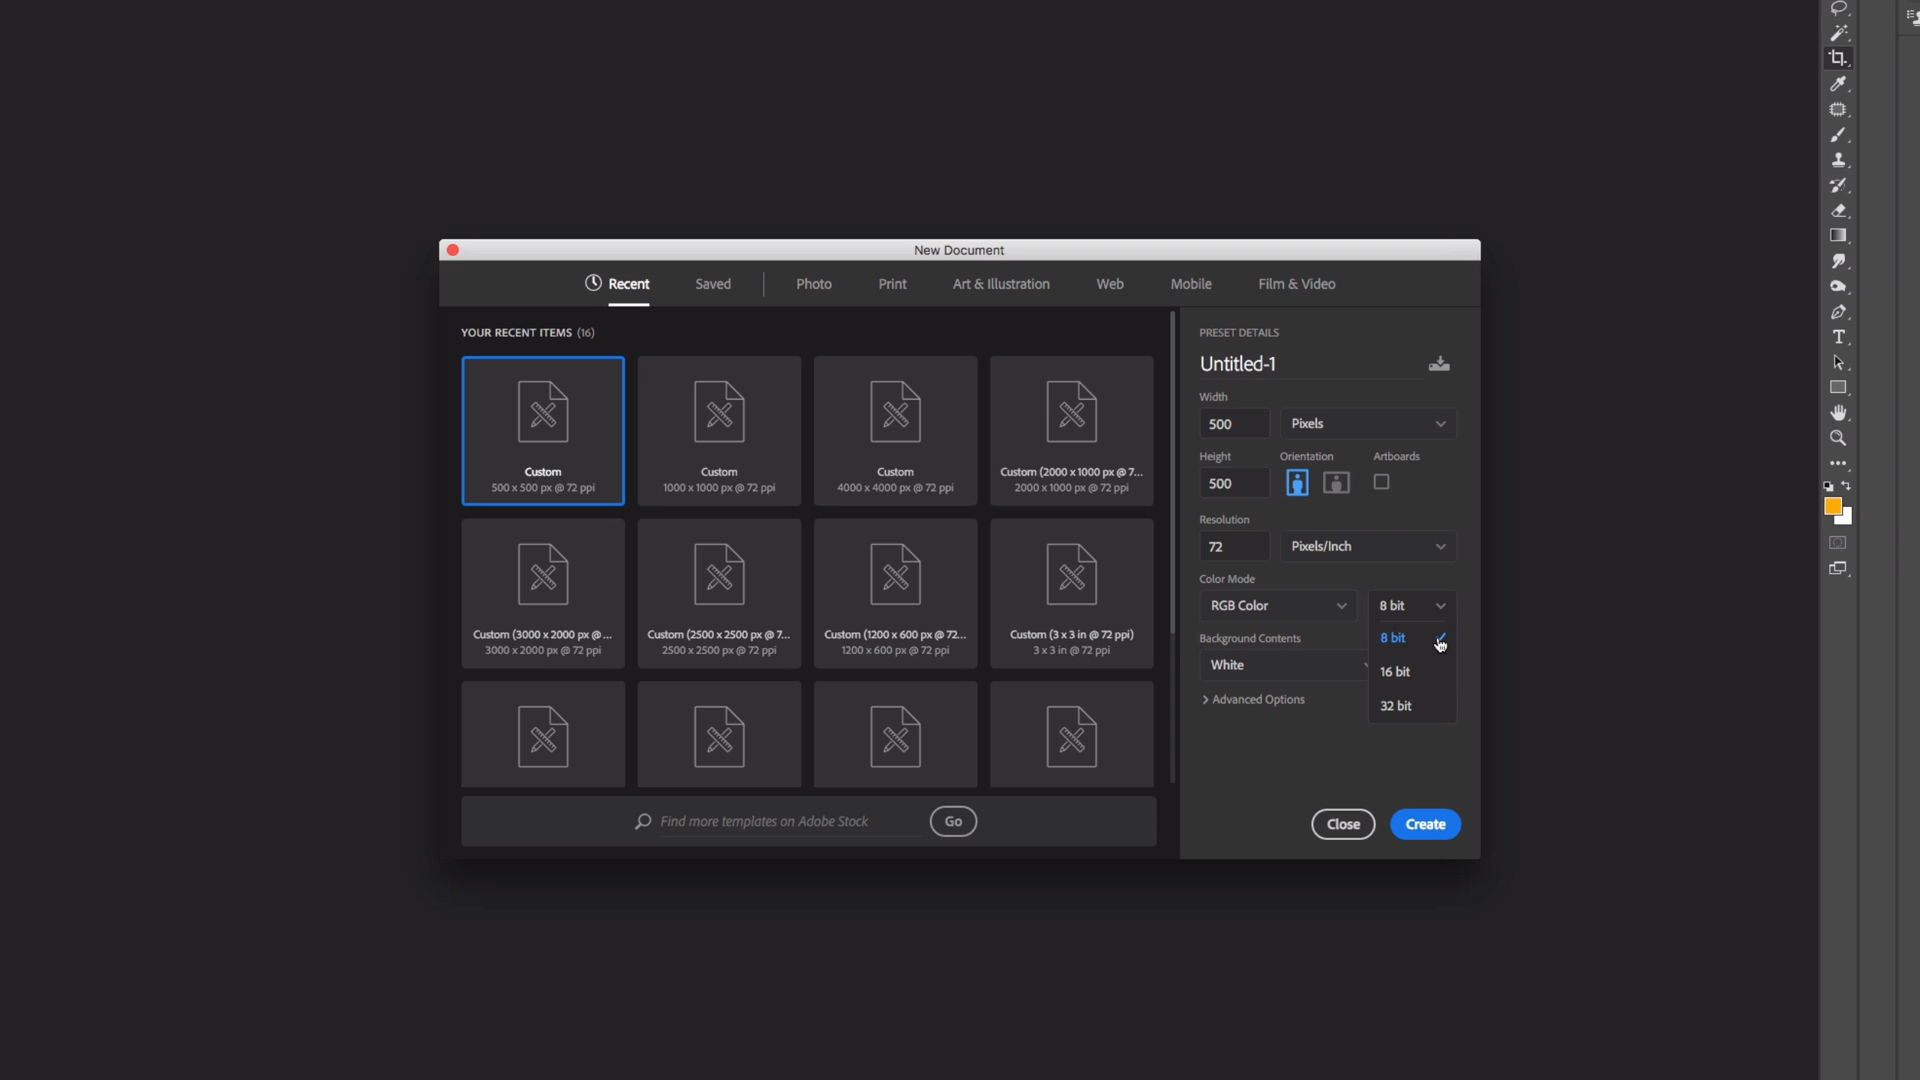 New Document
Recent
Saved
Photo
Print
Art & Illustration
Web
Mobile
Film & Video
YOUR RECENT ITEMS (16)
Custom
500 x 500 px @ 72 ppi
Custom
1000 x 1000 px @ 72 ppi
Custom
4000 x 4000 px @ 72 ppi
Custom (2000 x 1000 px @ 7...
2000 x 1000 px @ 72 ppi
Custom (3000 x 2000 px @ ...
3000 x 2000 px @ 72 ppi
Custom (2500 x 2500 px @ 7...
2500 x 2500 px @ 72 ppi
Custom (1200 x 600 px @ 72...
1200 x 600 px @ 72 ppi
Custom (3 x 3 in @ 72 ppi)
3 x 3 in @ 72 ppi
Find more templates on Adobe Stock
Go
PRESET DETAILS
Untitled-1
Width
500
Pixels
Height
Orientation
Artboards
500
Resolution
72
Pixels/Inch
Color Mode
RGB Color
8 bit
8 bit
16 bit
32 bit
Background Contents
White
Advanced Options
Close
Create